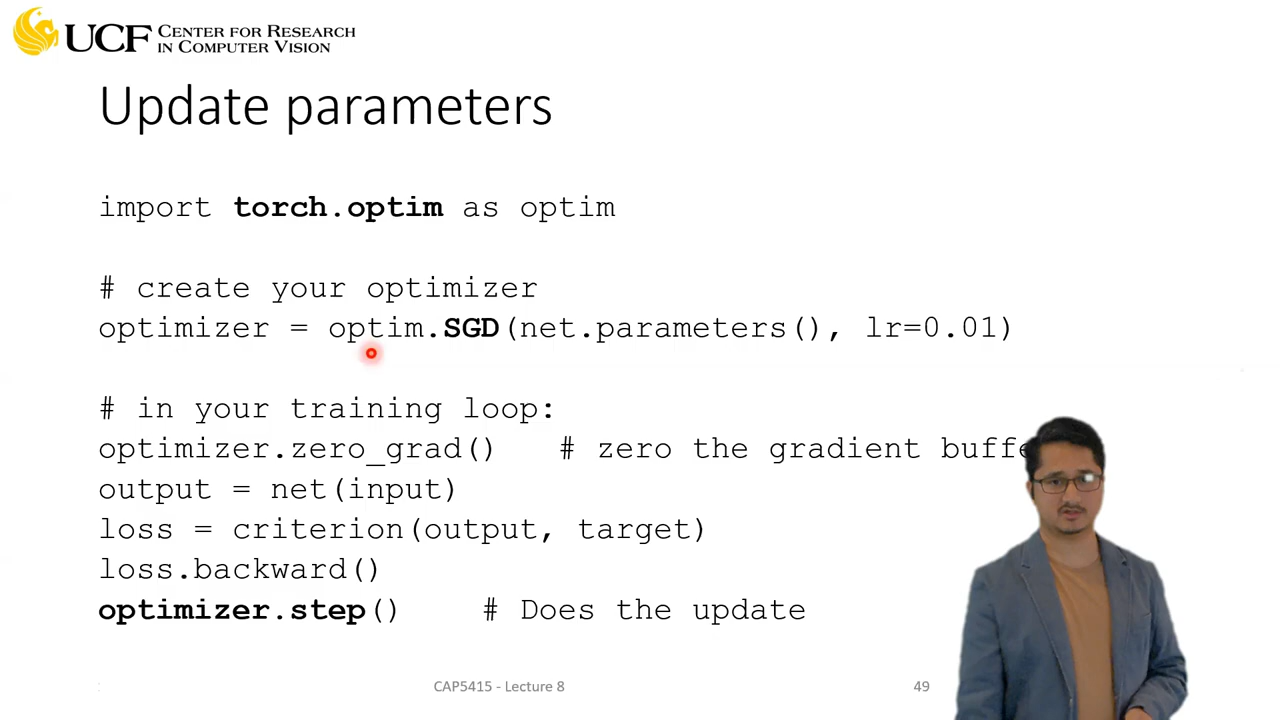 UCF CENTER FOR RESEARCH
IN COMPUTER VISION
Update parameters
import torch.optim as optim
# create your optimizer
optimizer = optim.SGD(net.parameters(), lr=0.01)
# in your training loop:
optimizer.zero_grad() # zero the gradient buffe
output = net(input)
loss = criterion(output, target)
loss.backward()
optimizer.step() # Does the update
CAP5415 - Lecture 8
49